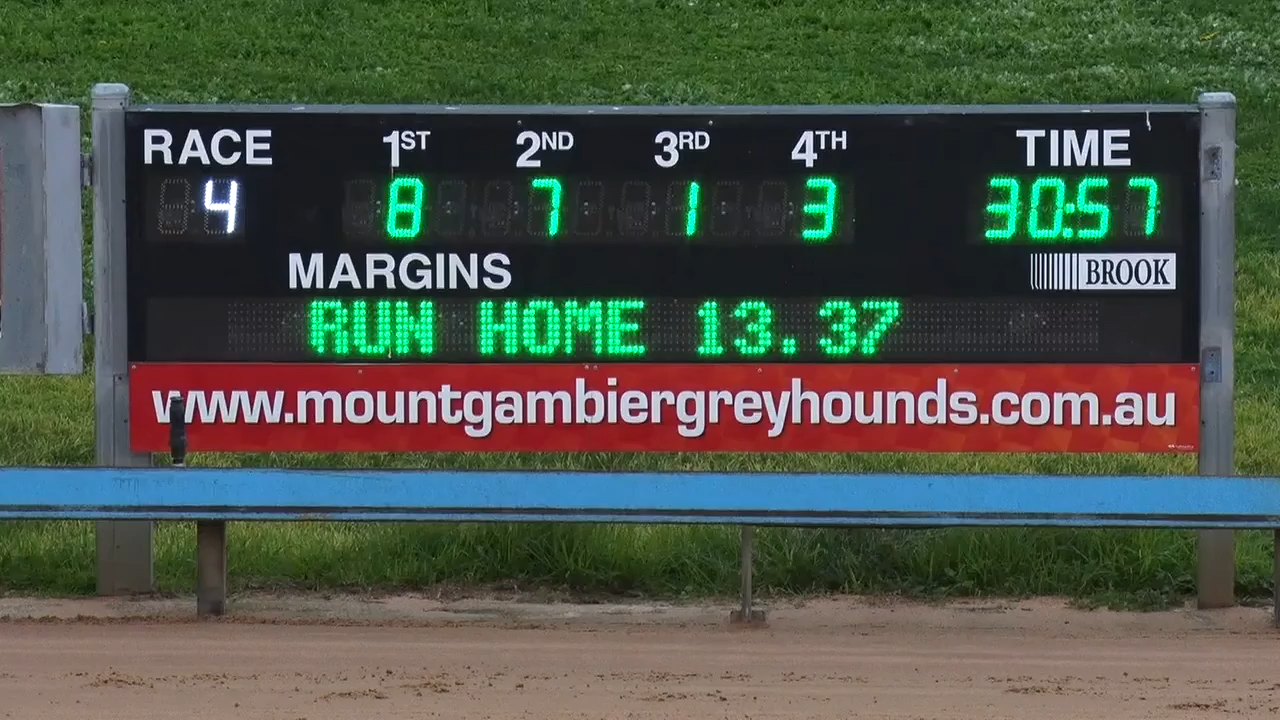 RACE 1ST 2ND 3RD 4TH TIME
4 8 7 1 3 30:57
MARGINS BROOK
RUN HOME 13.37
www.mountgambiergreyhounds.com.au